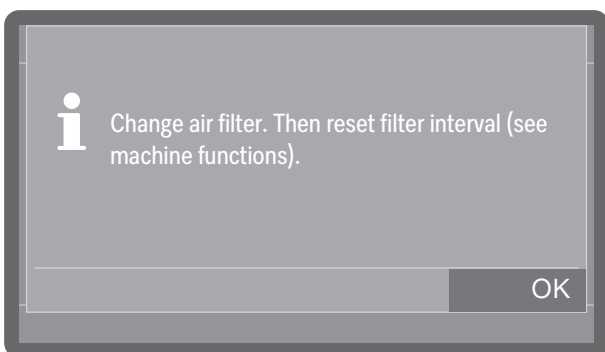 Change air filter. Then reset filter interval (see
machine functions).
OK